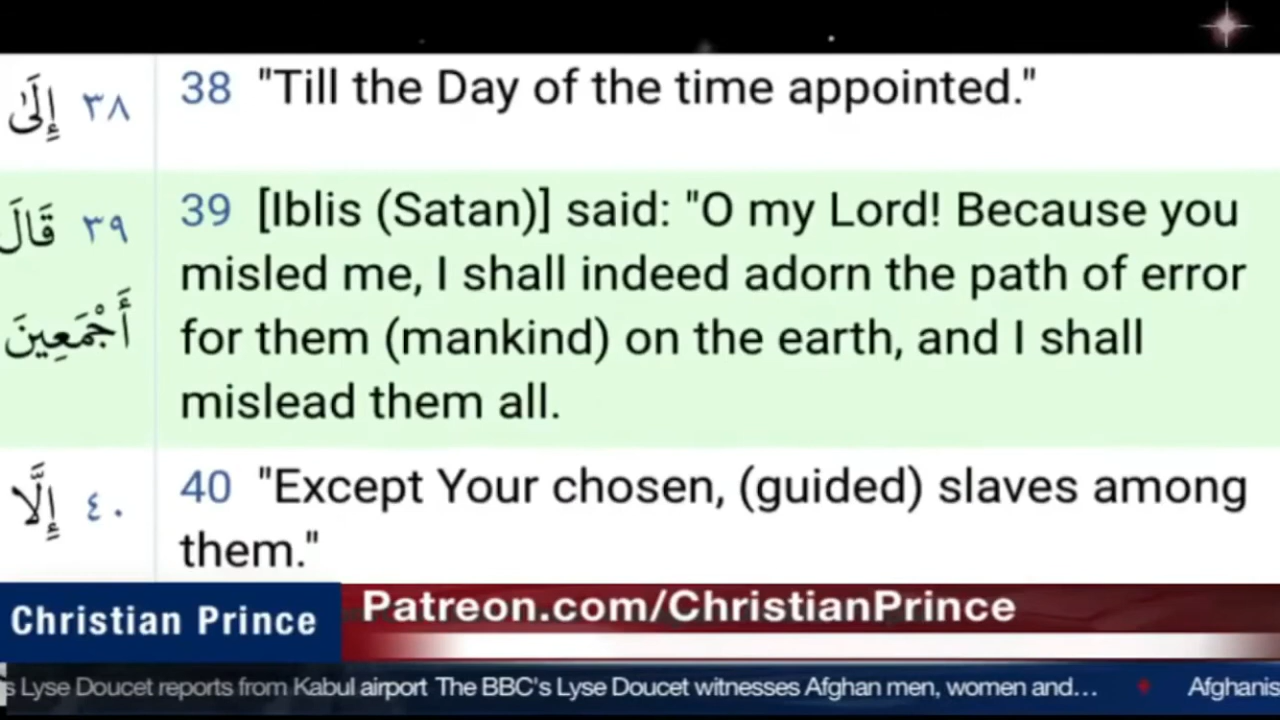 إِلَىٰ ٣٨ 38 "Till the Day of the time appointed."
قَالَ ٣٩ 39 [Iblis (Satan)] said: "O my Lord! Because you
misled me, I shall indeed adorn the path of error
أَجْمَعِينَ for them (mankind) on the earth, and I shall
mislead them all.
إِلَّا ٤٠ 40 "Except Your chosen, (guided) slaves among
them."
Christian Prince Patreon.com/ChristianPrince
s Lyse Doucet reports from Kabul airport The BBC's Lyse Doucet witnesses Afghan men, women and... Afghanis